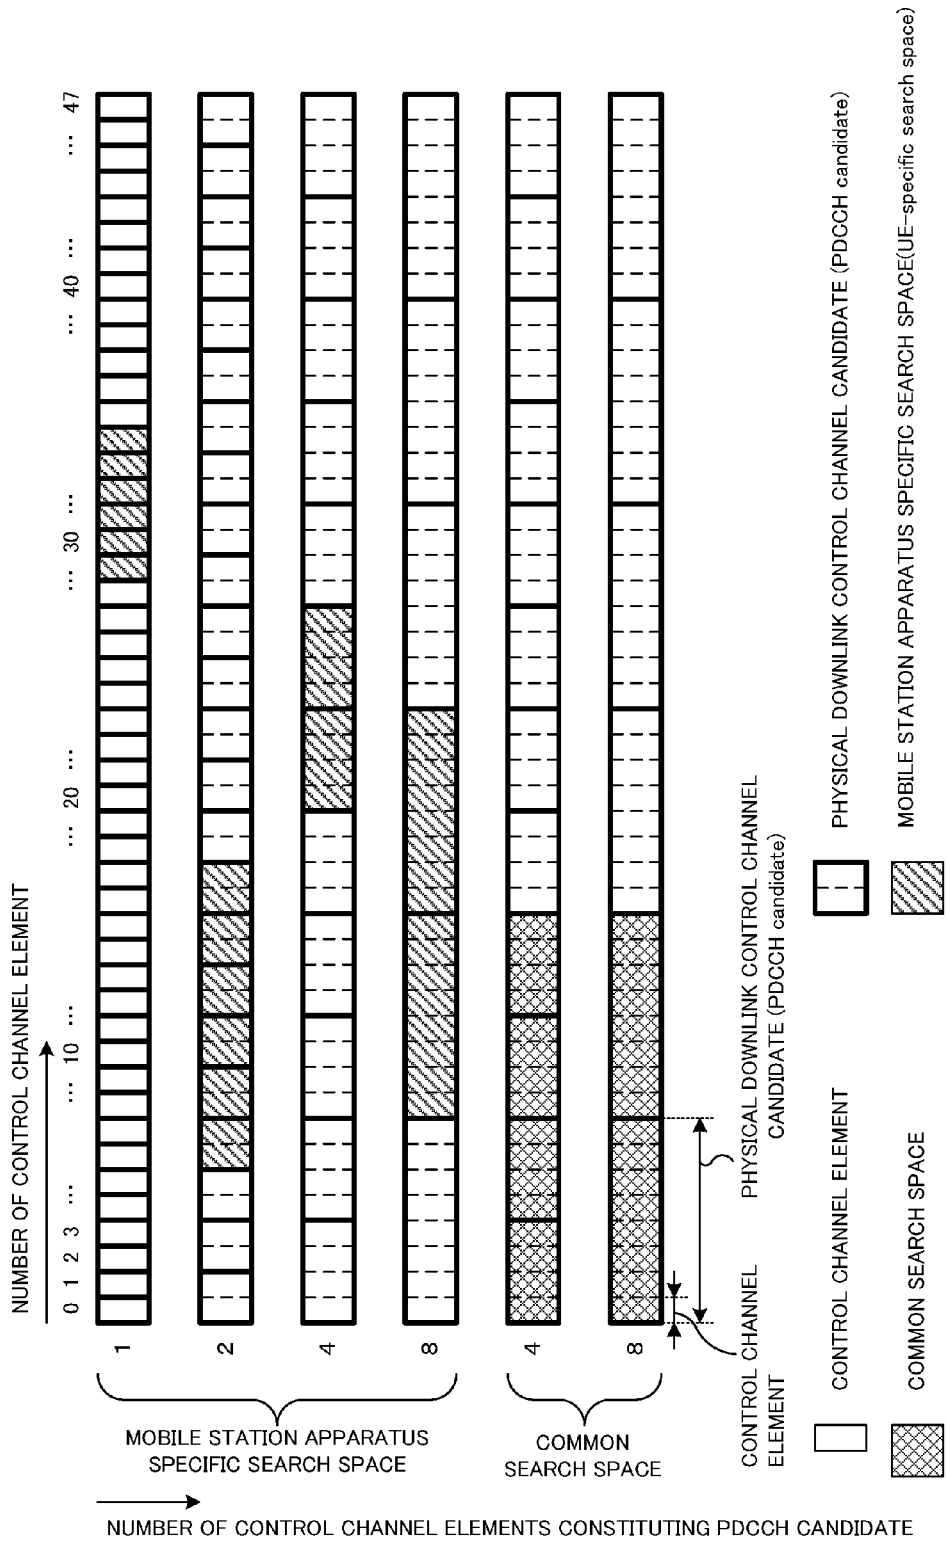 NUMBER OF CONTROL CHANNEL ELEMENT
0 1 2 3 ... ... 10 ... ... 20 ... ... 30 ... ... 40 ... ... 47
1
2
4
8
4
8
MOBILE STATION APPARATUS
SPECIFIC SEARCH SPACE
COMMON
SEARCH SPACE
NUMBER OF CONTROL CHANNEL ELEMENTS CONSTITUTING PDCCH CANDIDATE
CONTROL CHANNEL
ELEMENT
PHYSICAL DOWNLINK CONTROL CHANNEL
CANDIDATE (PDCCH candidate)
CONTROL CHANNEL ELEMENT
PHYSICAL DOWNLINK CONTROL CHANNEL CANDIDATE (PDCCH candidate)
COMMON SEARCH SPACE
MOBILE STATION APPARATUS SPECIFIC SEARCH SPACE(UE-specific search space)